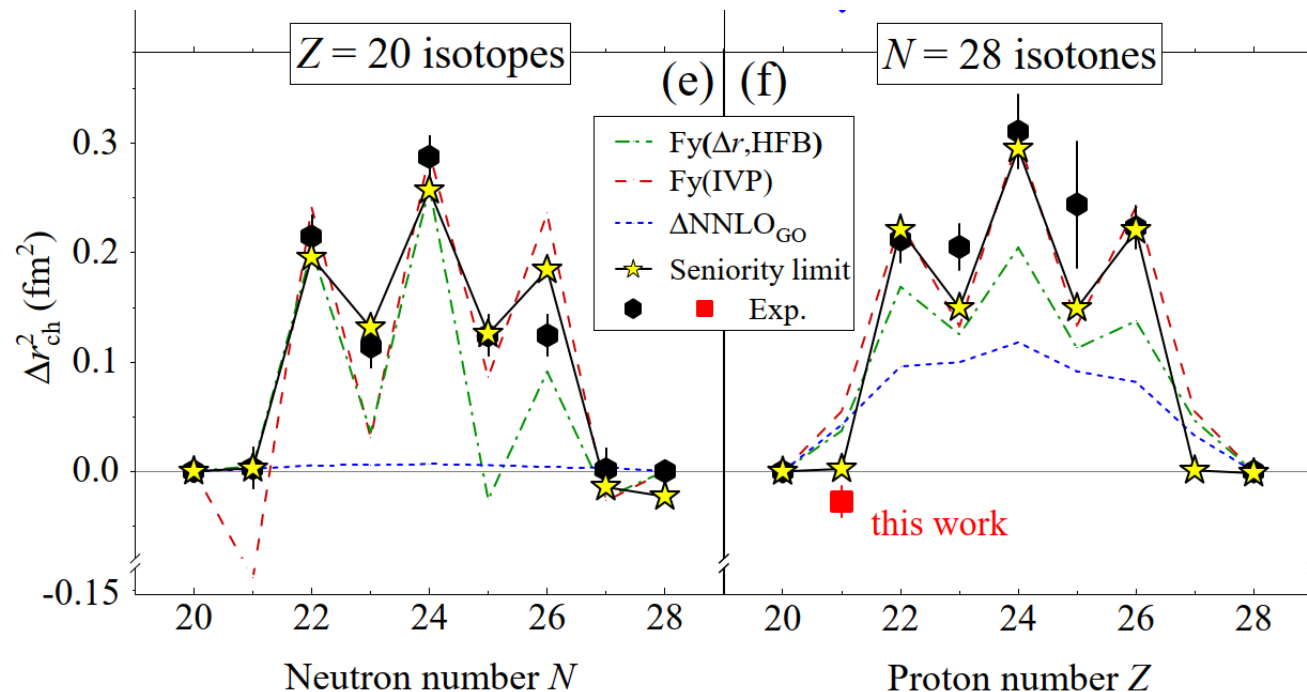 Z = 20 isotopes
N = 28 isotones
(e)
(f)
Fy(Δr,HFB)
Fy(IVP)
ΔNNLO_GO
Seniority limit
Exp.
this work
Δr²_ch (fm²)
0.3
0.2
0.1
0.0
-0.15
20 22 24 26 28
20 22 24 26 28
Neutron number N
Proton number Z